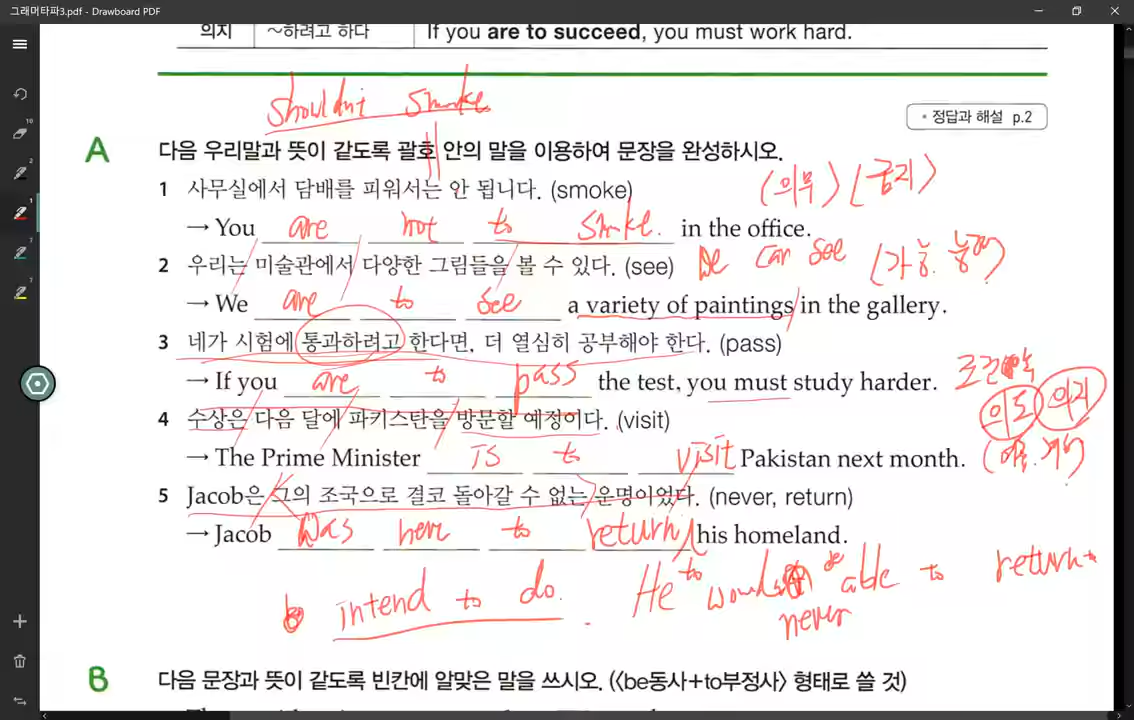 그래머타파3.pdf - Drawboard PDF
의지 ~하려고 하다 If you are to succeed, you must work hard.
shouldn't smoke
• 정답과 해설 p.2
A 다음 우리말과 뜻이 같도록 괄호 안의 말을 이용하여 문장을 완성하시오.
1 사무실에서 담배를 피워서는 안 됩니다. (smoke)
(의무) (금지)
→ You are not to smoke. in the office.
2 우리는 미술관에서 다양한 그림들을 볼 수 있다. (see) We can see
→ We are to see a variety of paintings in the gallery.
3 네가 시험에 통과하려고 한다면, 더 열심히 공부해야 한다. (pass)
→ If you are to pass the test, you must study harder.
의도 의지
4 수상은 다음 달에 파키스탄을 방문할 예정이다. (visit)
→ The Prime Minister is to visit Pakistan next month.
5 Jacob은 그의 조국으로 결코 돌아갈 수 없는 운명이었다. (never, return)
→ Jacob was never to return his homeland.
to
intend to do. He would be able to return
never
B 다음 문장과 뜻이 같도록 빈칸에 알맞은 말을 쓰시오. (〈be동사+to부정사〉 형태로 쓸 것)